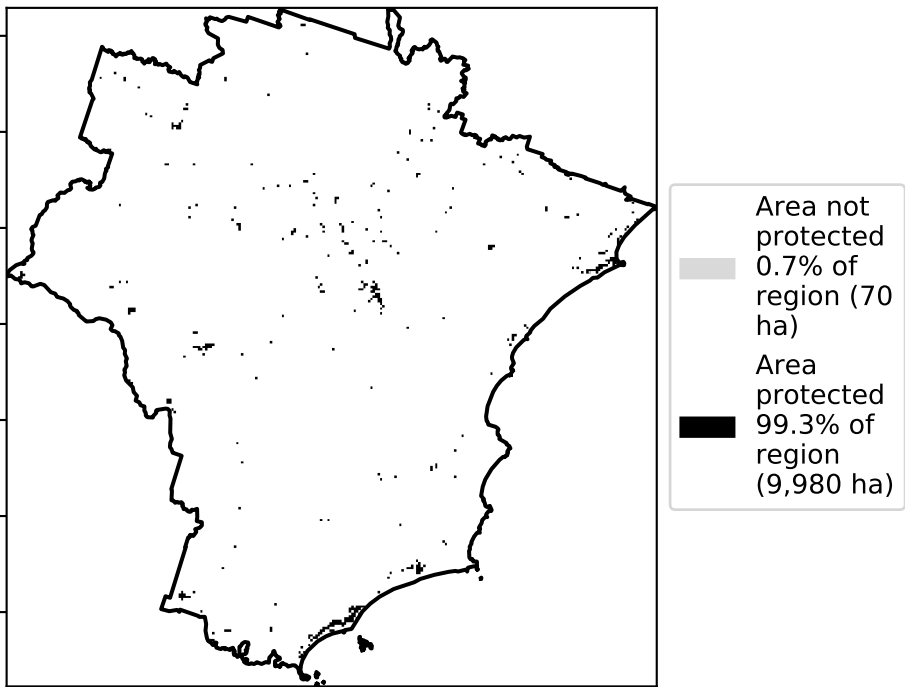 Area not
protected
0.7% of
region (70
ha)
Area
protected
99.3% of
region
(9,980 ha)